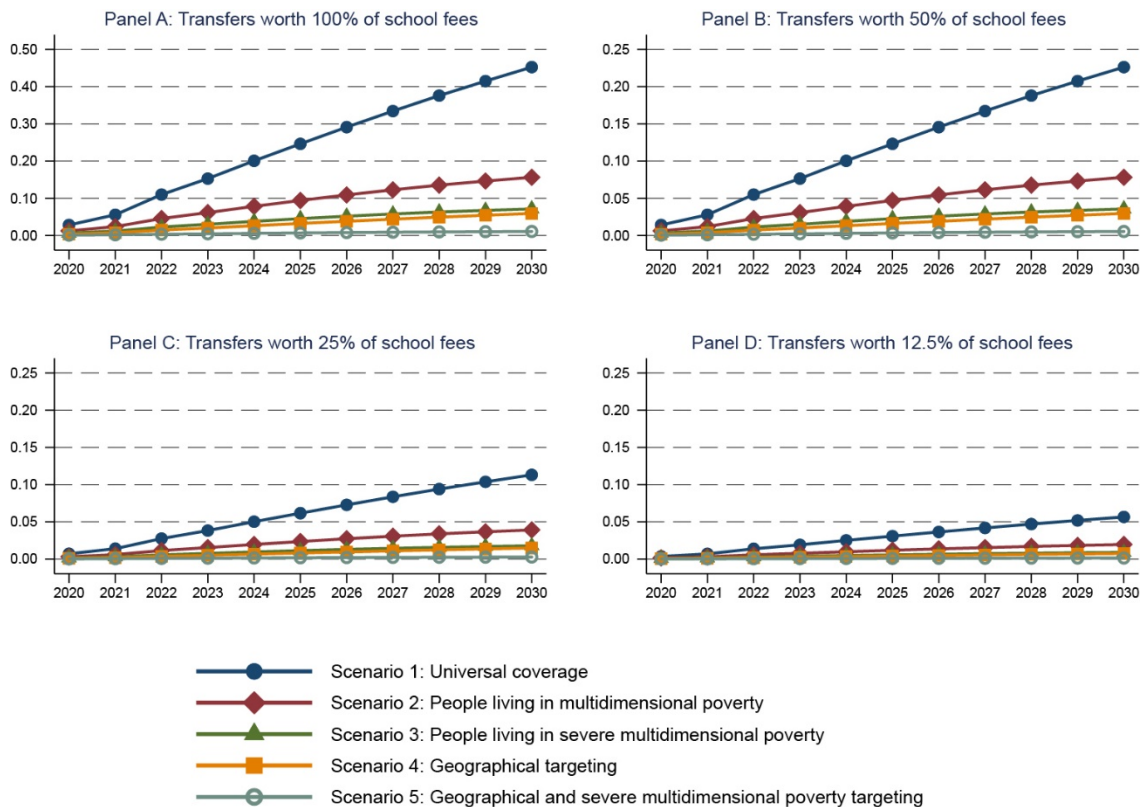 Panel A: Transfers worth 100% of school fees
0.50
0.40
0.30
0.20
0.10
0.00
2020 2021 2022 2023 2024 2025 2026 2027 2028 2029 2030
Panel B: Transfers worth 50% of school fees
0.25
0.20
0.15
0.10
0.05
0.00
2020 2021 2022 2023 2024 2025 2026 2027 2028 2029 2030
Panel C: Transfers worth 25% of school fees
0.25
0.20
0.15
0.10
0.05
0.00
2020 2021 2022 2023 2024 2025 2026 2027 2028 2029 2030
Panel D: Transfers worth 12.5% of school fees
0.25
0.20
0.15
0.10
0.05
0.00
2020 2021 2022 2023 2024 2025 2026 2027 2028 2029 2030
Scenario 1: Universal coverage
Scenario 2: People living in multidimensional poverty
Scenario 3: People living in severe multidimensional poverty
Scenario 4: Geographical targeting
Scenario 5: Geographical and severe multidimensional poverty targeting